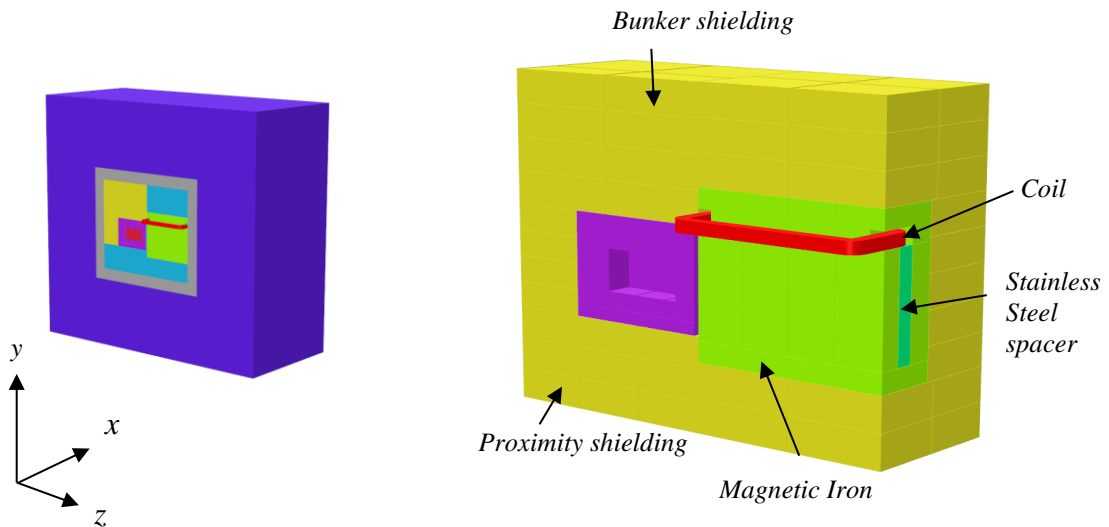 Bunker shielding
Coil
Stainless
Steel
spacer
y
x
z
Proximity shielding
Magnetic Iron